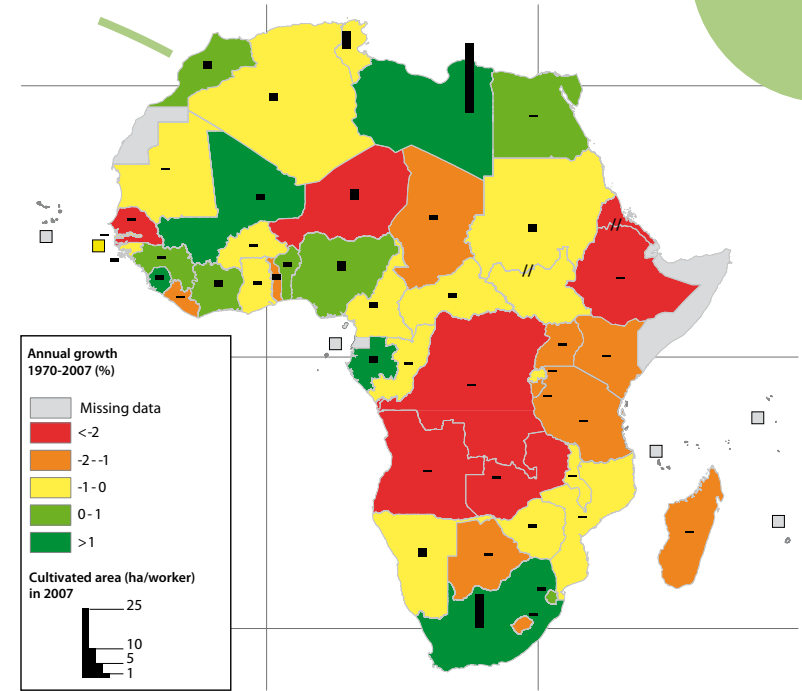 Annual growth
1970-2007 (%)
Missing data
<-2
-2--1
-1-0
0-1
>1
Cultivated area (ha/worker)
in 2007
25
10
5
1